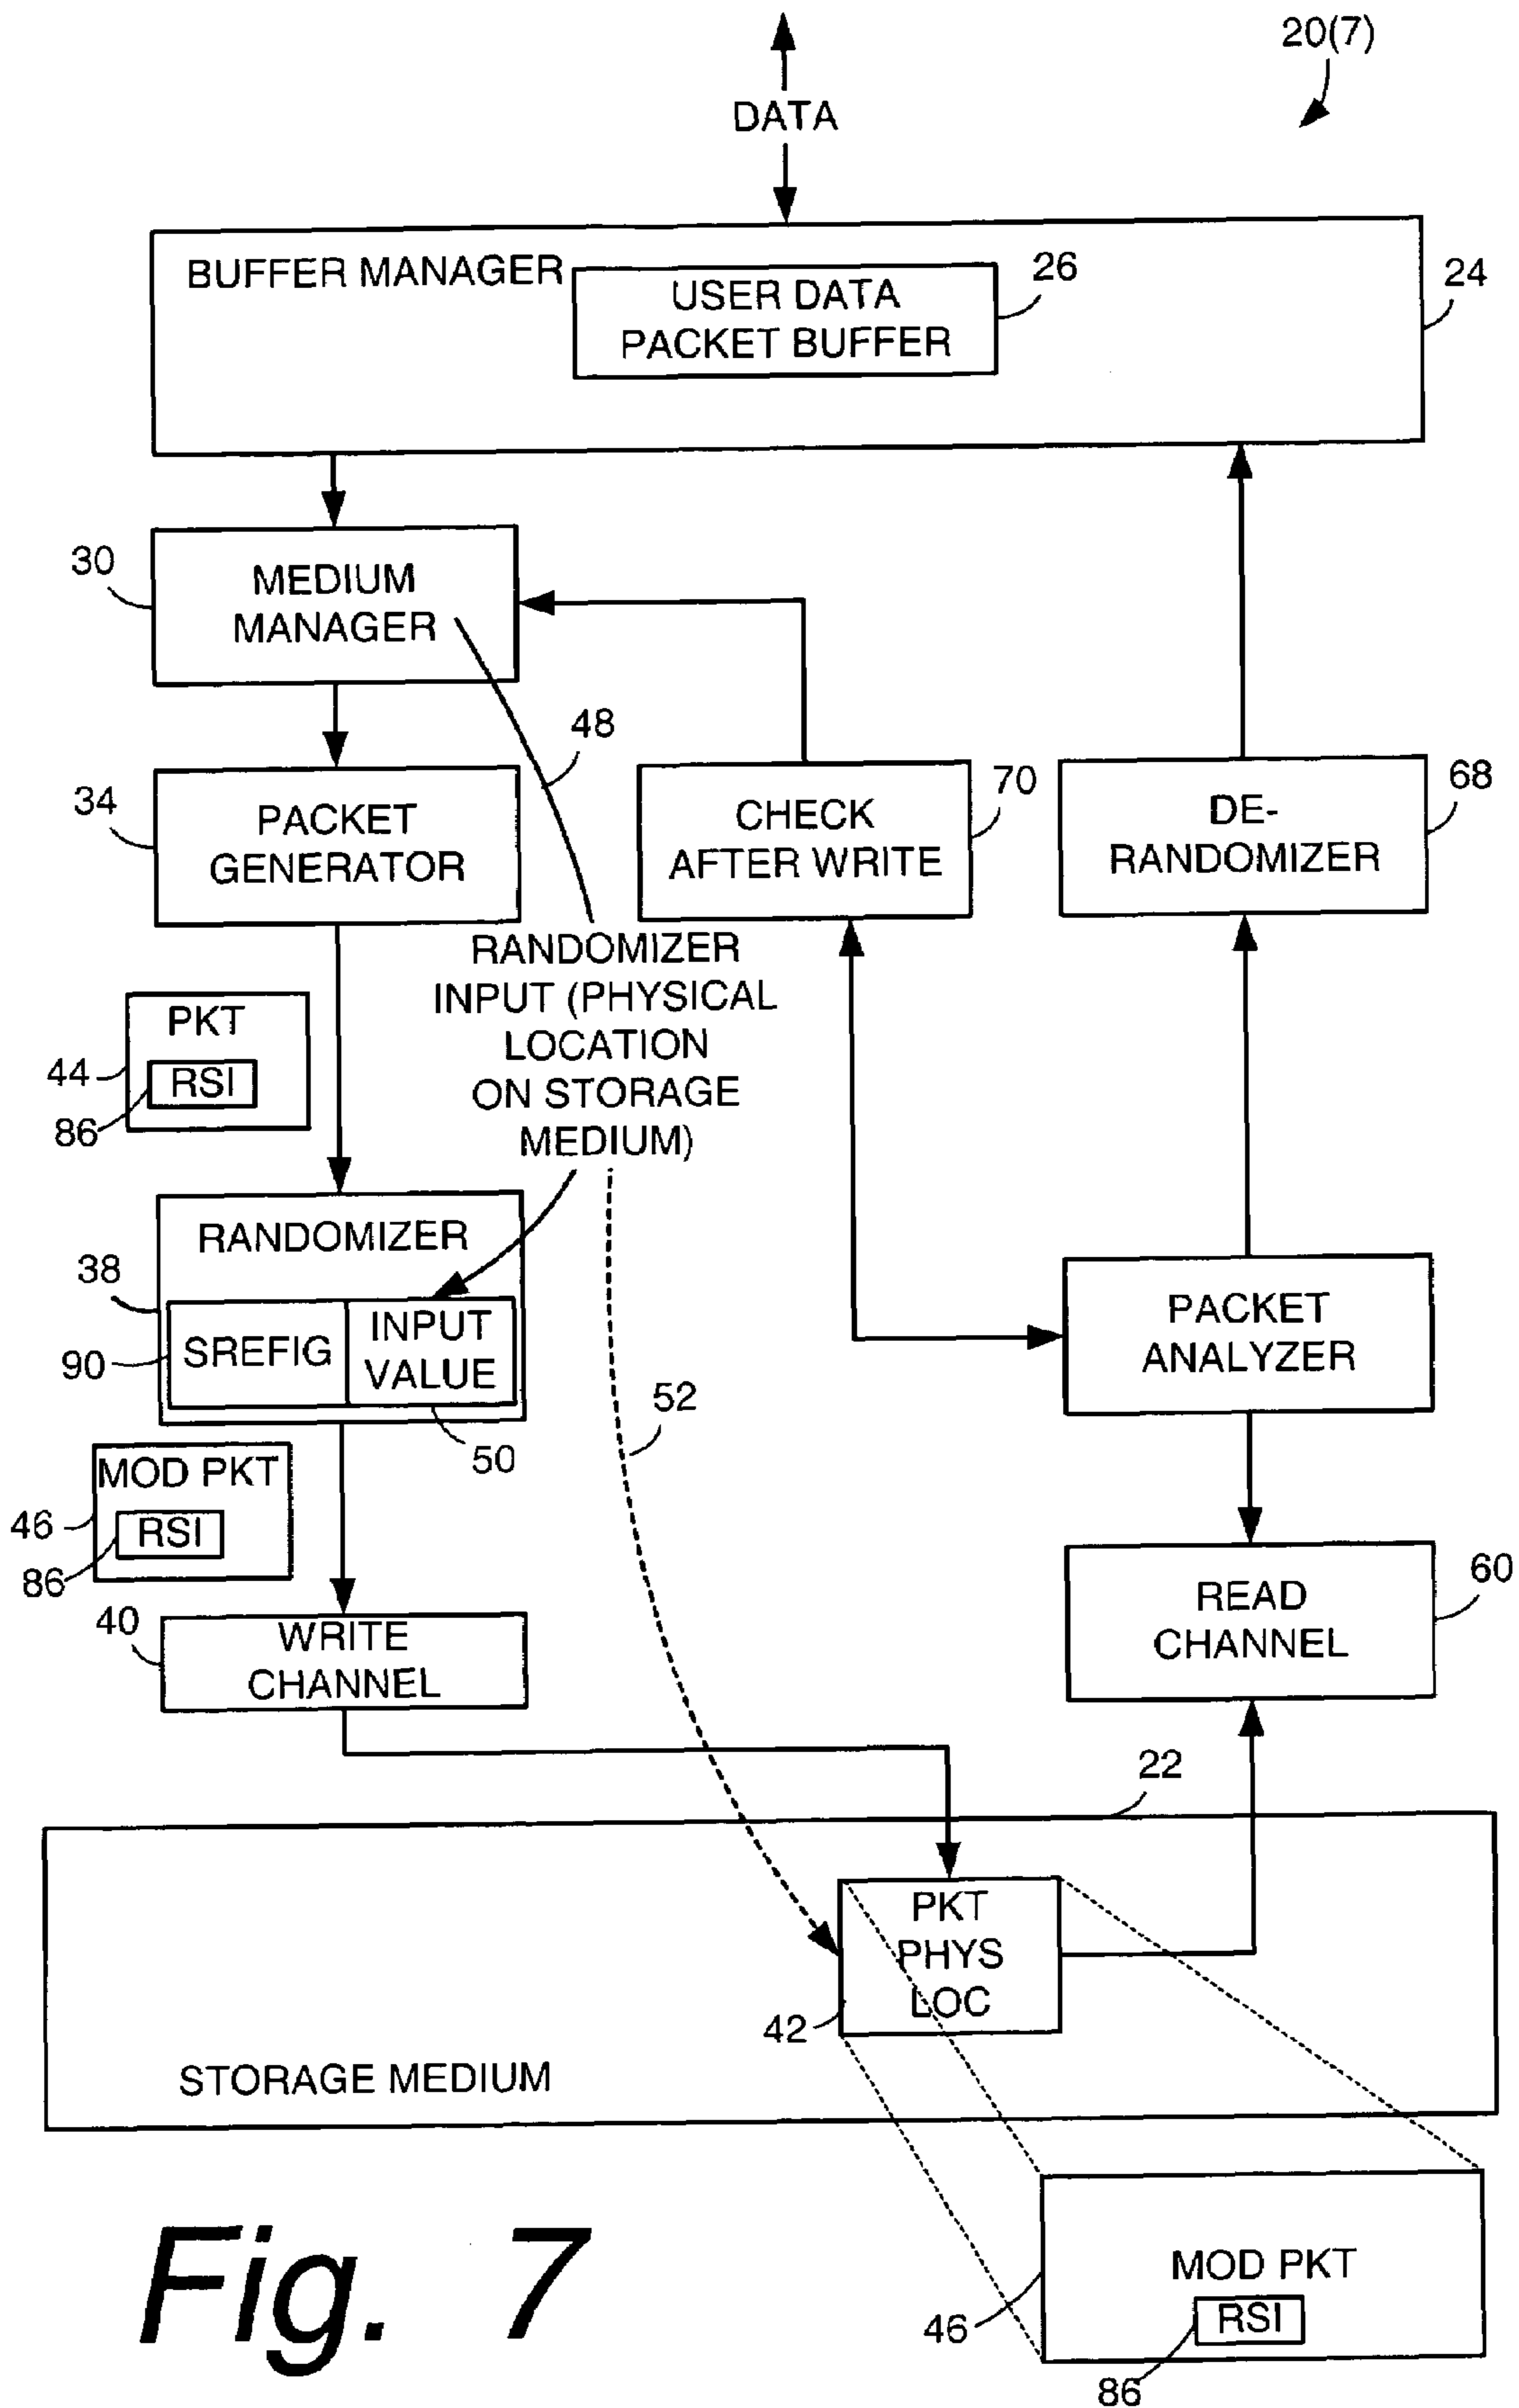 20(7)
DATA
BUFFER MANAGER
26
24
USER DATA
PACKET BUFFER
30
MEDIUM
MANAGER
48
34
PACKET
GENERATOR
70
CHECK
AFTER WRITE
68
DE-
RANDOMIZER
RANDOMIZER
INPUT (PHYSICAL
LOCATION
ON STORAGE
MEDIUM)
PKT
44
RSI
86
RANDOMIZER
38
90
SREFIG
INPUT
VALUE
50
52
PACKET
ANALYZER
MOD PKT
46
RSI
86
40
WRITE
CHANNEL
60
READ
CHANNEL
22
PKT
PHYS
LOC
42
STORAGE MEDIUM
MOD PKT
46
RSI
86
Fig. 7